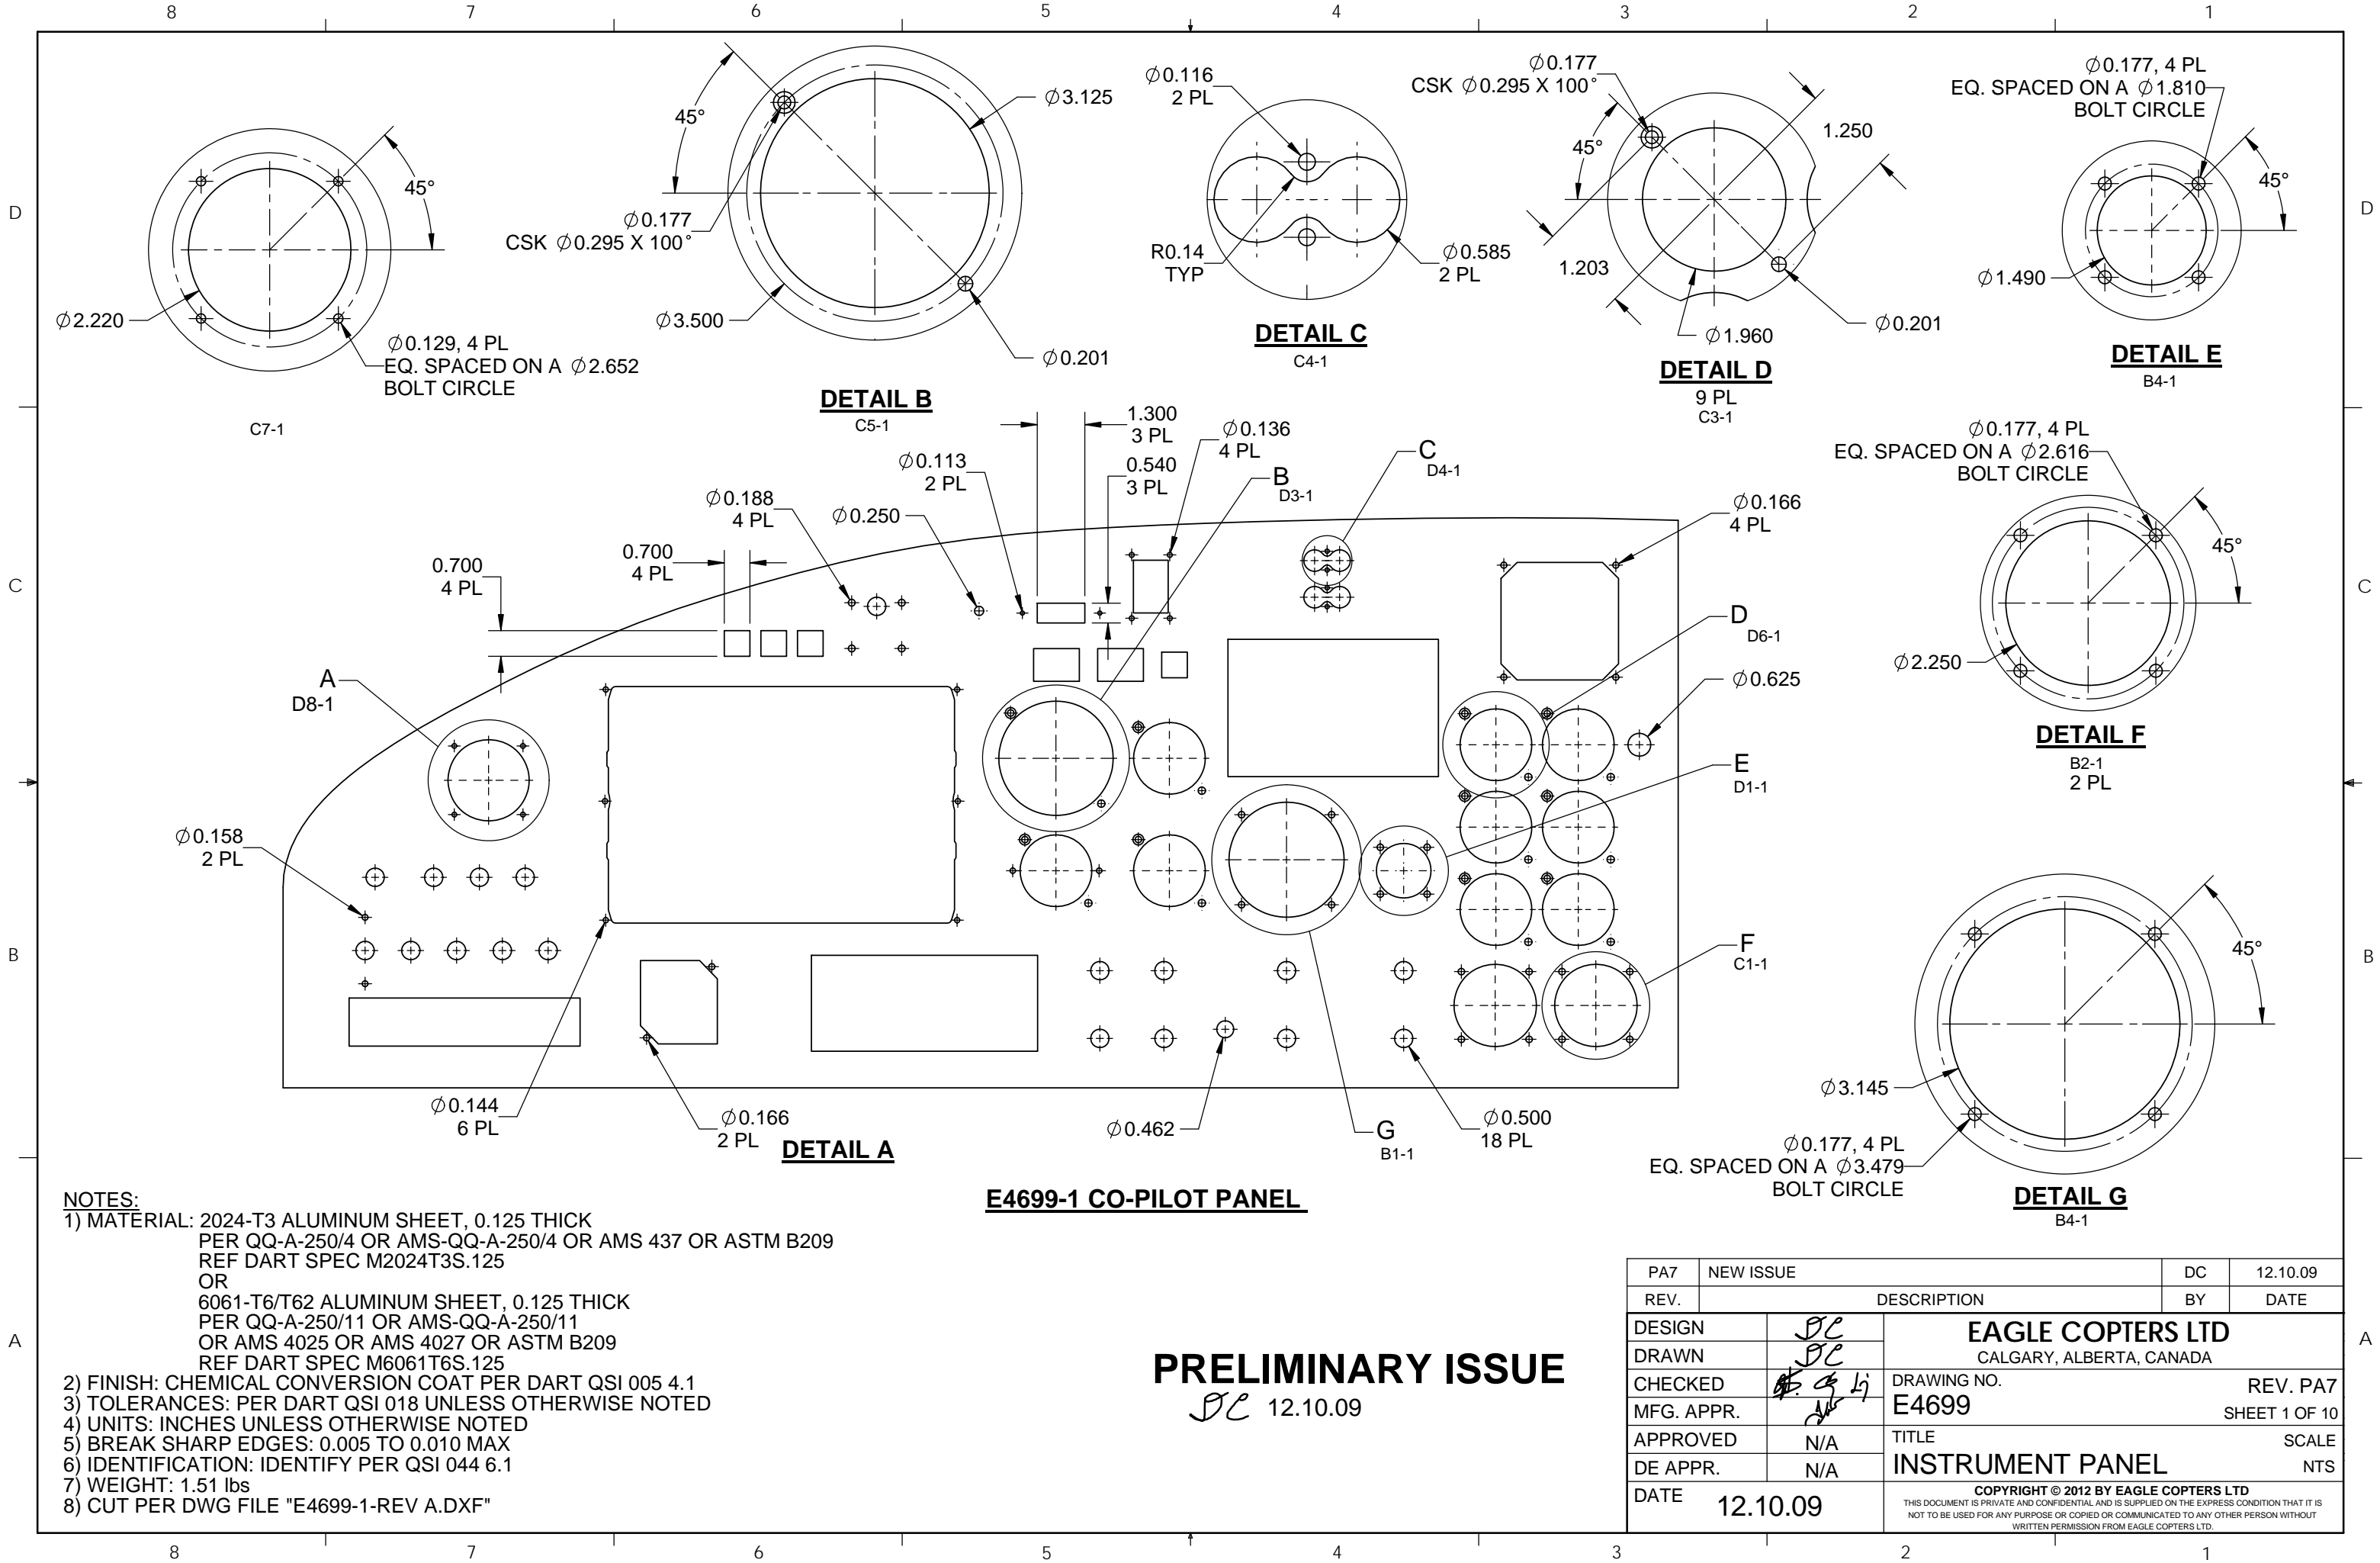 8 7 6 5 4 3 2 1
D
C
B
A
D
C
B
A
45°
Ø2.220
Ø0.129, 4 PL
EQ. SPACED ON A Ø2.652
BOLT CIRCLE
C7-1
45°
Ø3.125
Ø0.177
CSK Ø0.295 X 100°
Ø3.500
Ø0.201
DETAIL B
C5-1
Ø0.116
2 PL
R0.14
TYP
Ø0.585
2 PL
DETAIL C
C4-1
Ø0.177
CSK Ø0.295 X 100°
45°
1.250
1.203
Ø1.960
Ø0.201
DETAIL D
9 PL
C3-1
Ø0.177, 4 PL
EQ. SPACED ON A Ø1.810
BOLT CIRCLE
45°
Ø1.490
DETAIL E
B4-1
Ø0.177, 4 PL
EQ. SPACED ON A Ø2.616
BOLT CIRCLE
45°
Ø2.250
DETAIL F
B2-1
2 PL
45°
Ø3.145
Ø0.177, 4 PL
EQ. SPACED ON A Ø3.479
BOLT CIRCLE
DETAIL G
B4-1
1.300
3 PL
Ø0.136
4 PL
C
D4-1
Ø0.113
2 PL
0.540
3 PL
B
D3-1
Ø0.188
4 PL
Ø0.250
Ø0.166
4 PL
0.700
4 PL
0.700
4 PL
A
D8-1
D
D6-1
Ø0.625
E
D1-1
Ø0.158
2 PL
F
C1-1
Ø0.144
6 PL
Ø0.166
2 PL
DETAIL A
Ø0.462
G
B1-1
Ø0.500
18 PL
E4699-1 CO-PILOT PANEL
NOTES:
1) MATERIAL: 2024-T3 ALUMINUM SHEET, 0.125 THICK
PER QQ-A-250/4 OR AMS-QQ-A-250/4 OR AMS 437 OR ASTM B209
REF DART SPEC M2024T3S.125
OR
6061-T6/T62 ALUMINUM SHEET, 0.125 THICK
PER QQ-A-250/11 OR AMS-QQ-A-250/11
OR AMS 4025 OR AMS 4027 OR ASTM B209
REF DART SPEC M6061T6S.125
2) FINISH: CHEMICAL CONVERSION COAT PER DART QSI 005 4.1
3) TOLERANCES: PER DART QSI 018 UNLESS OTHERWISE NOTED
4) UNITS: INCHES UNLESS OTHERWISE NOTED
5) BREAK SHARP EDGES: 0.005 TO 0.010 MAX
6) IDENTIFICATION: IDENTIFY PER QSI 044 6.1
7) WEIGHT: 1.51 lbs
8) CUT PER DWG FILE "E4699-1-REV A.DXF"
PRELIMINARY ISSUE
DC 12.10.09
PA7 NEW ISSUE DC 12.10.09
REV. DESCRIPTION BY DATE
DESIGN DC
DRAWN DC
CHECKED
MFG. APPR.
APPROVED N/A
DE APPR. N/A
DATE 12.10.09
EAGLE COPTERS LTD
CALGARY, ALBERTA, CANADA
DRAWING NO.
E4699
REV. PA7
SHEET 1 OF 10
TITLE
INSTRUMENT PANEL
SCALE
NTS
COPYRIGHT © 2012 BY EAGLE COPTERS LTD
THIS DOCUMENT IS PRIVATE AND CONFIDENTIAL AND IS SUPPLIED ON THE EXPRESS CONDITION THAT IT IS
NOT TO BE USED FOR ANY PURPOSE OR COPIED OR COMMUNICATED TO ANY OTHER PERSON WITHOUT
WRITTEN PERMISSION FROM EAGLE COPTERS LTD.
8 7 6 5 4 3 2 1